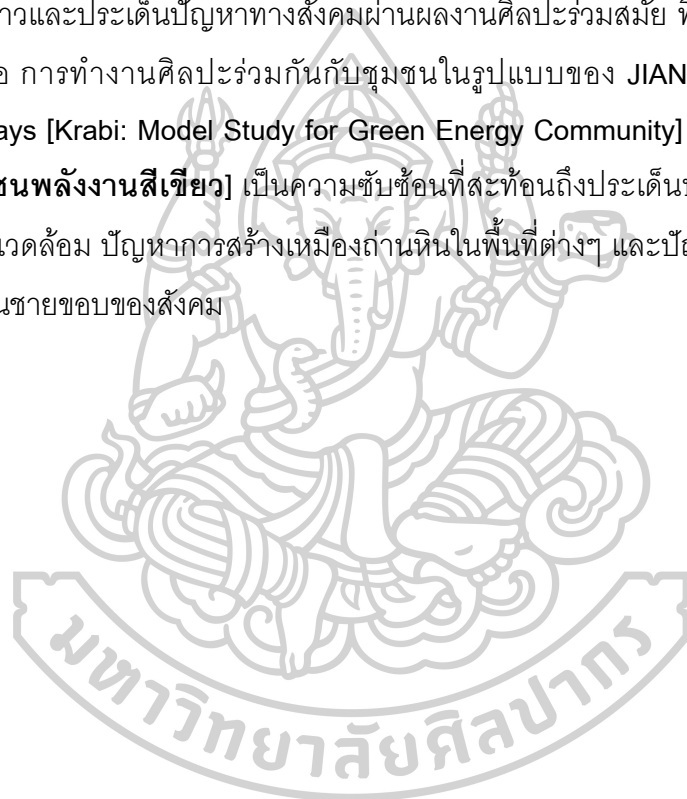 าวและประเด็นปัญหาทางสังคมผ่านผลงานศิลปะร่วมสมัย ที
อ การทำงานศิลปะร่วมกันกับชุมชนในรูปแบบของ JIAN
ays [Krabi: Model Study for Green Energy Community]
ชนพลังงานสีเขียว] เป็นความซับซ้อนที่สะท้อนถึงประเด็น
แวดล้อม ปัญหาการสร้างเหมืองถ่านหินในพื้นที่ต่างๆ และปัญ
นชายขอบของสังคม
มหาวิทยาลัยศิลปากร